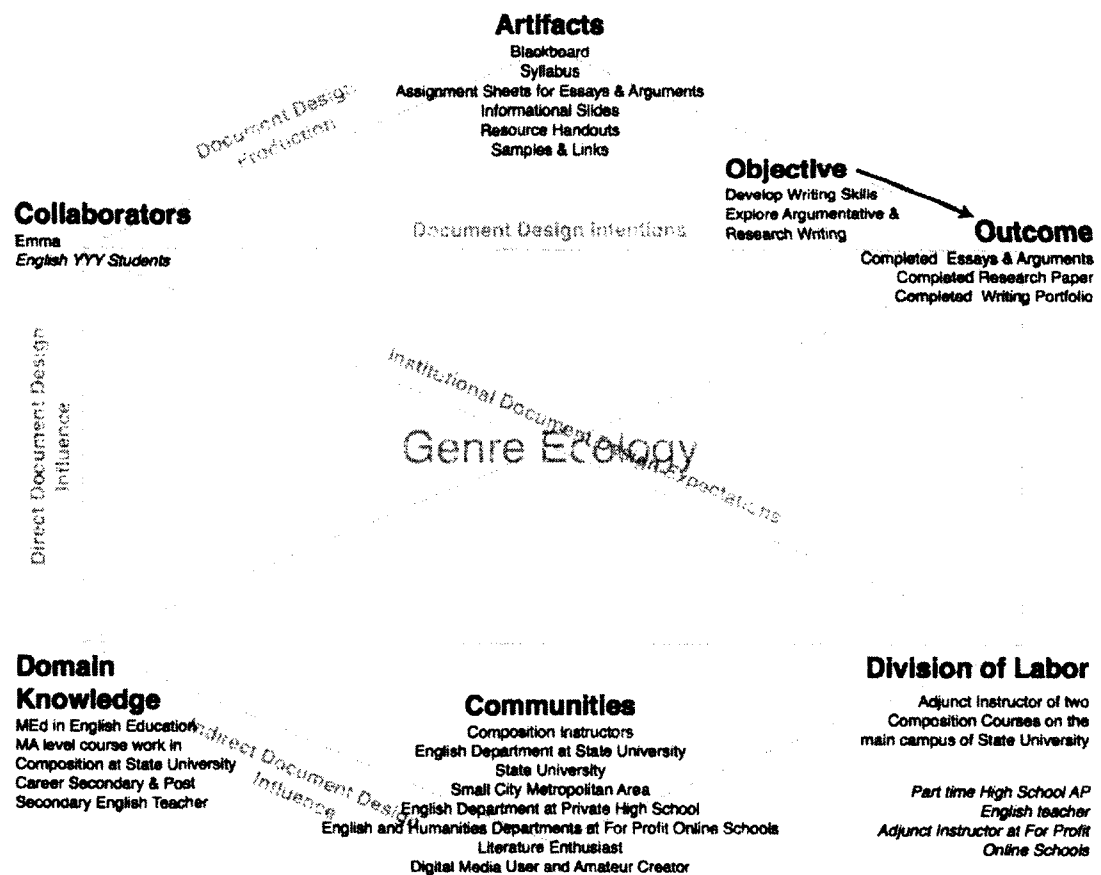 Artifacts
Blackboard
Syllabus
Assignment Sheets for Essays & Arguments
Informational Slides
Resource Handouts
Samples & Links
Document Design
Production
Objective
Develop Writing Skills
Explore Argumentative &
Research Writing
Collaborators
Emma
English YYY Students
Document Design Intentions
Outcome
Completed Essays & Arguments
Completed Research Paper
Completed Writing Portfolio
Direct Document Design
Influence
Institutional Document Design Expectations
Genre Ecology
Domain
Knowledge
MEd in English Education
MA level course work in
Composition at State University
Career Secondary & Post
Secondary English Teacher
Indirect Document Design
Influence
Communities
Composition Instructors
English Department at State University
State University
Small City Metropolitan Area
English Department at Private High School
English and Humanities Departments at For Profit Online Schools
Literature Enthusiast
Digital Media User and Amateur Creator
Division of Labor
Adjunct Instructor of two
Composition Courses on the
main campus of State University
Part time High School AP
English teacher
Adjunct Instructor at For Profit
Online Schools